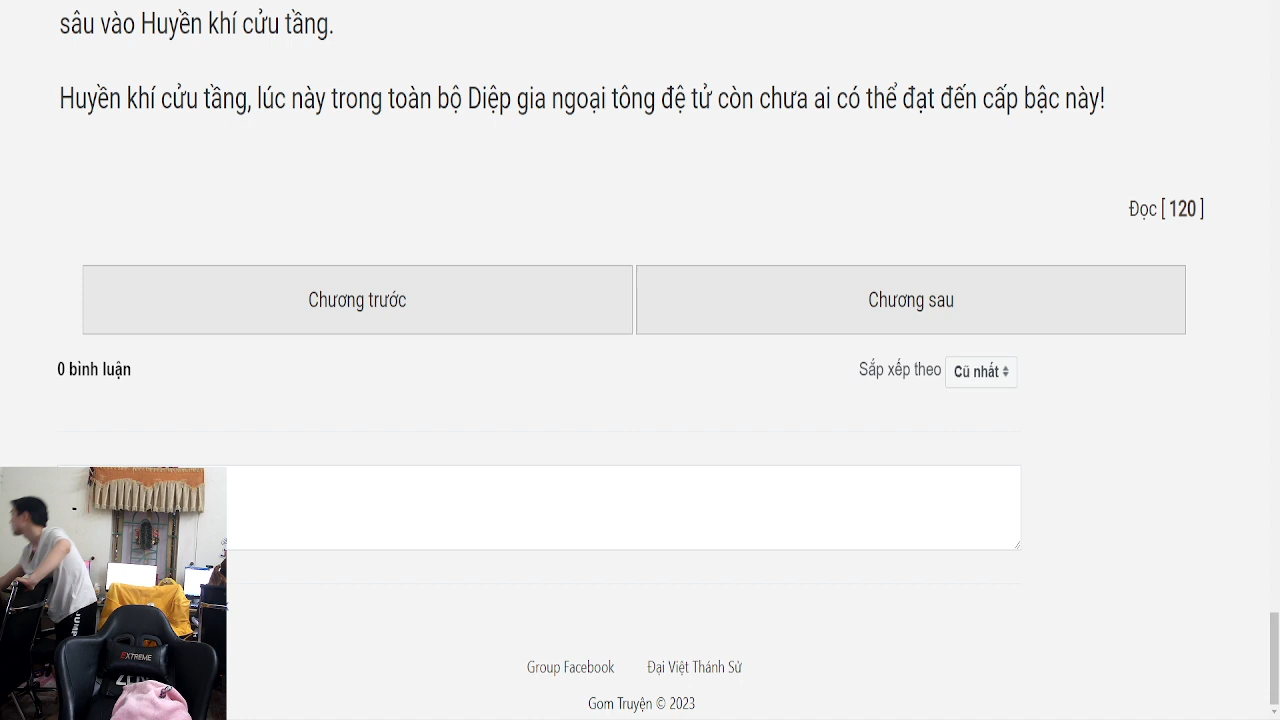 sâu vào Huyền khí cửu tầng.
Huyền khí cửu tầng, lúc này trong toàn bộ Diệp gia ngoại tông đệ tử còn chưa ai có thể đạt đến cấp bậc này!
Đọc [ 120 ]
Chương trước
Chương sau
0 bình luận
Sắp xếp theo Cũ nhất
EXTREME
Group Facebook
Đại Việt Thánh Sử
Gom Truyện © 2023